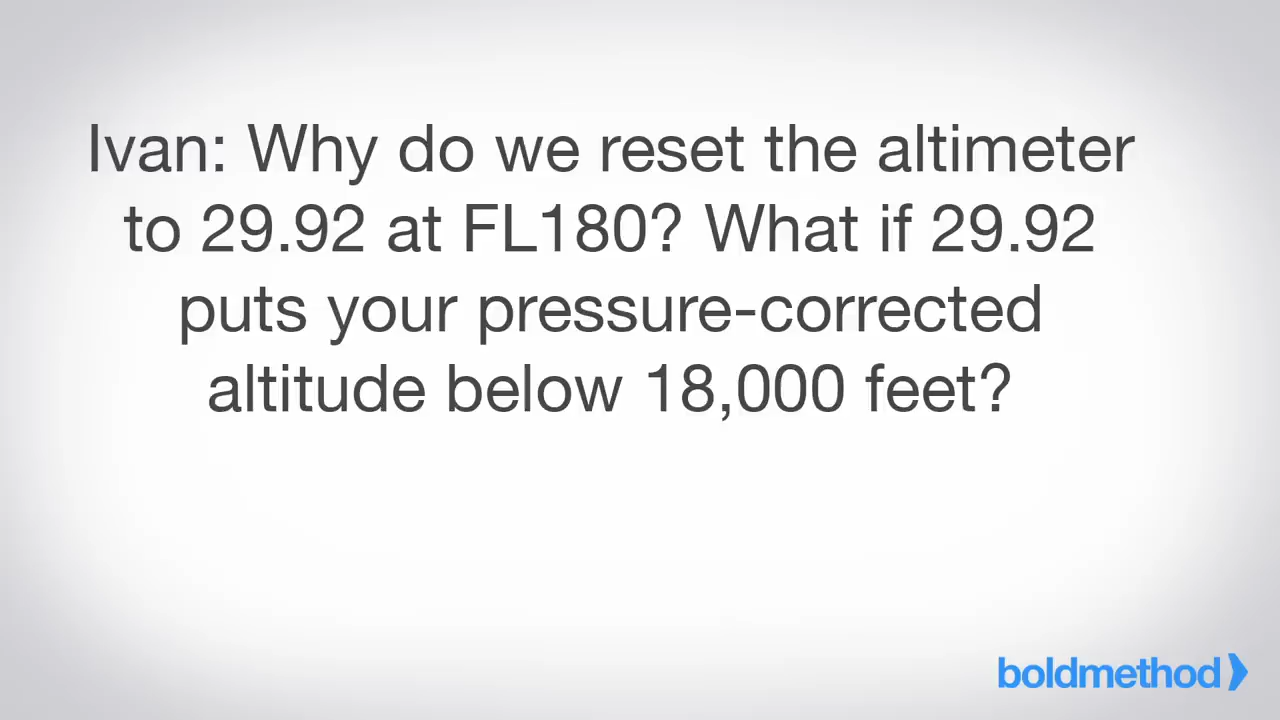 Ivan: Why do we reset the altimeter
to 29.92 at FL180? What if 29.92
puts your pressure-corrected
altitude below 18,000 feet?
boldmethod